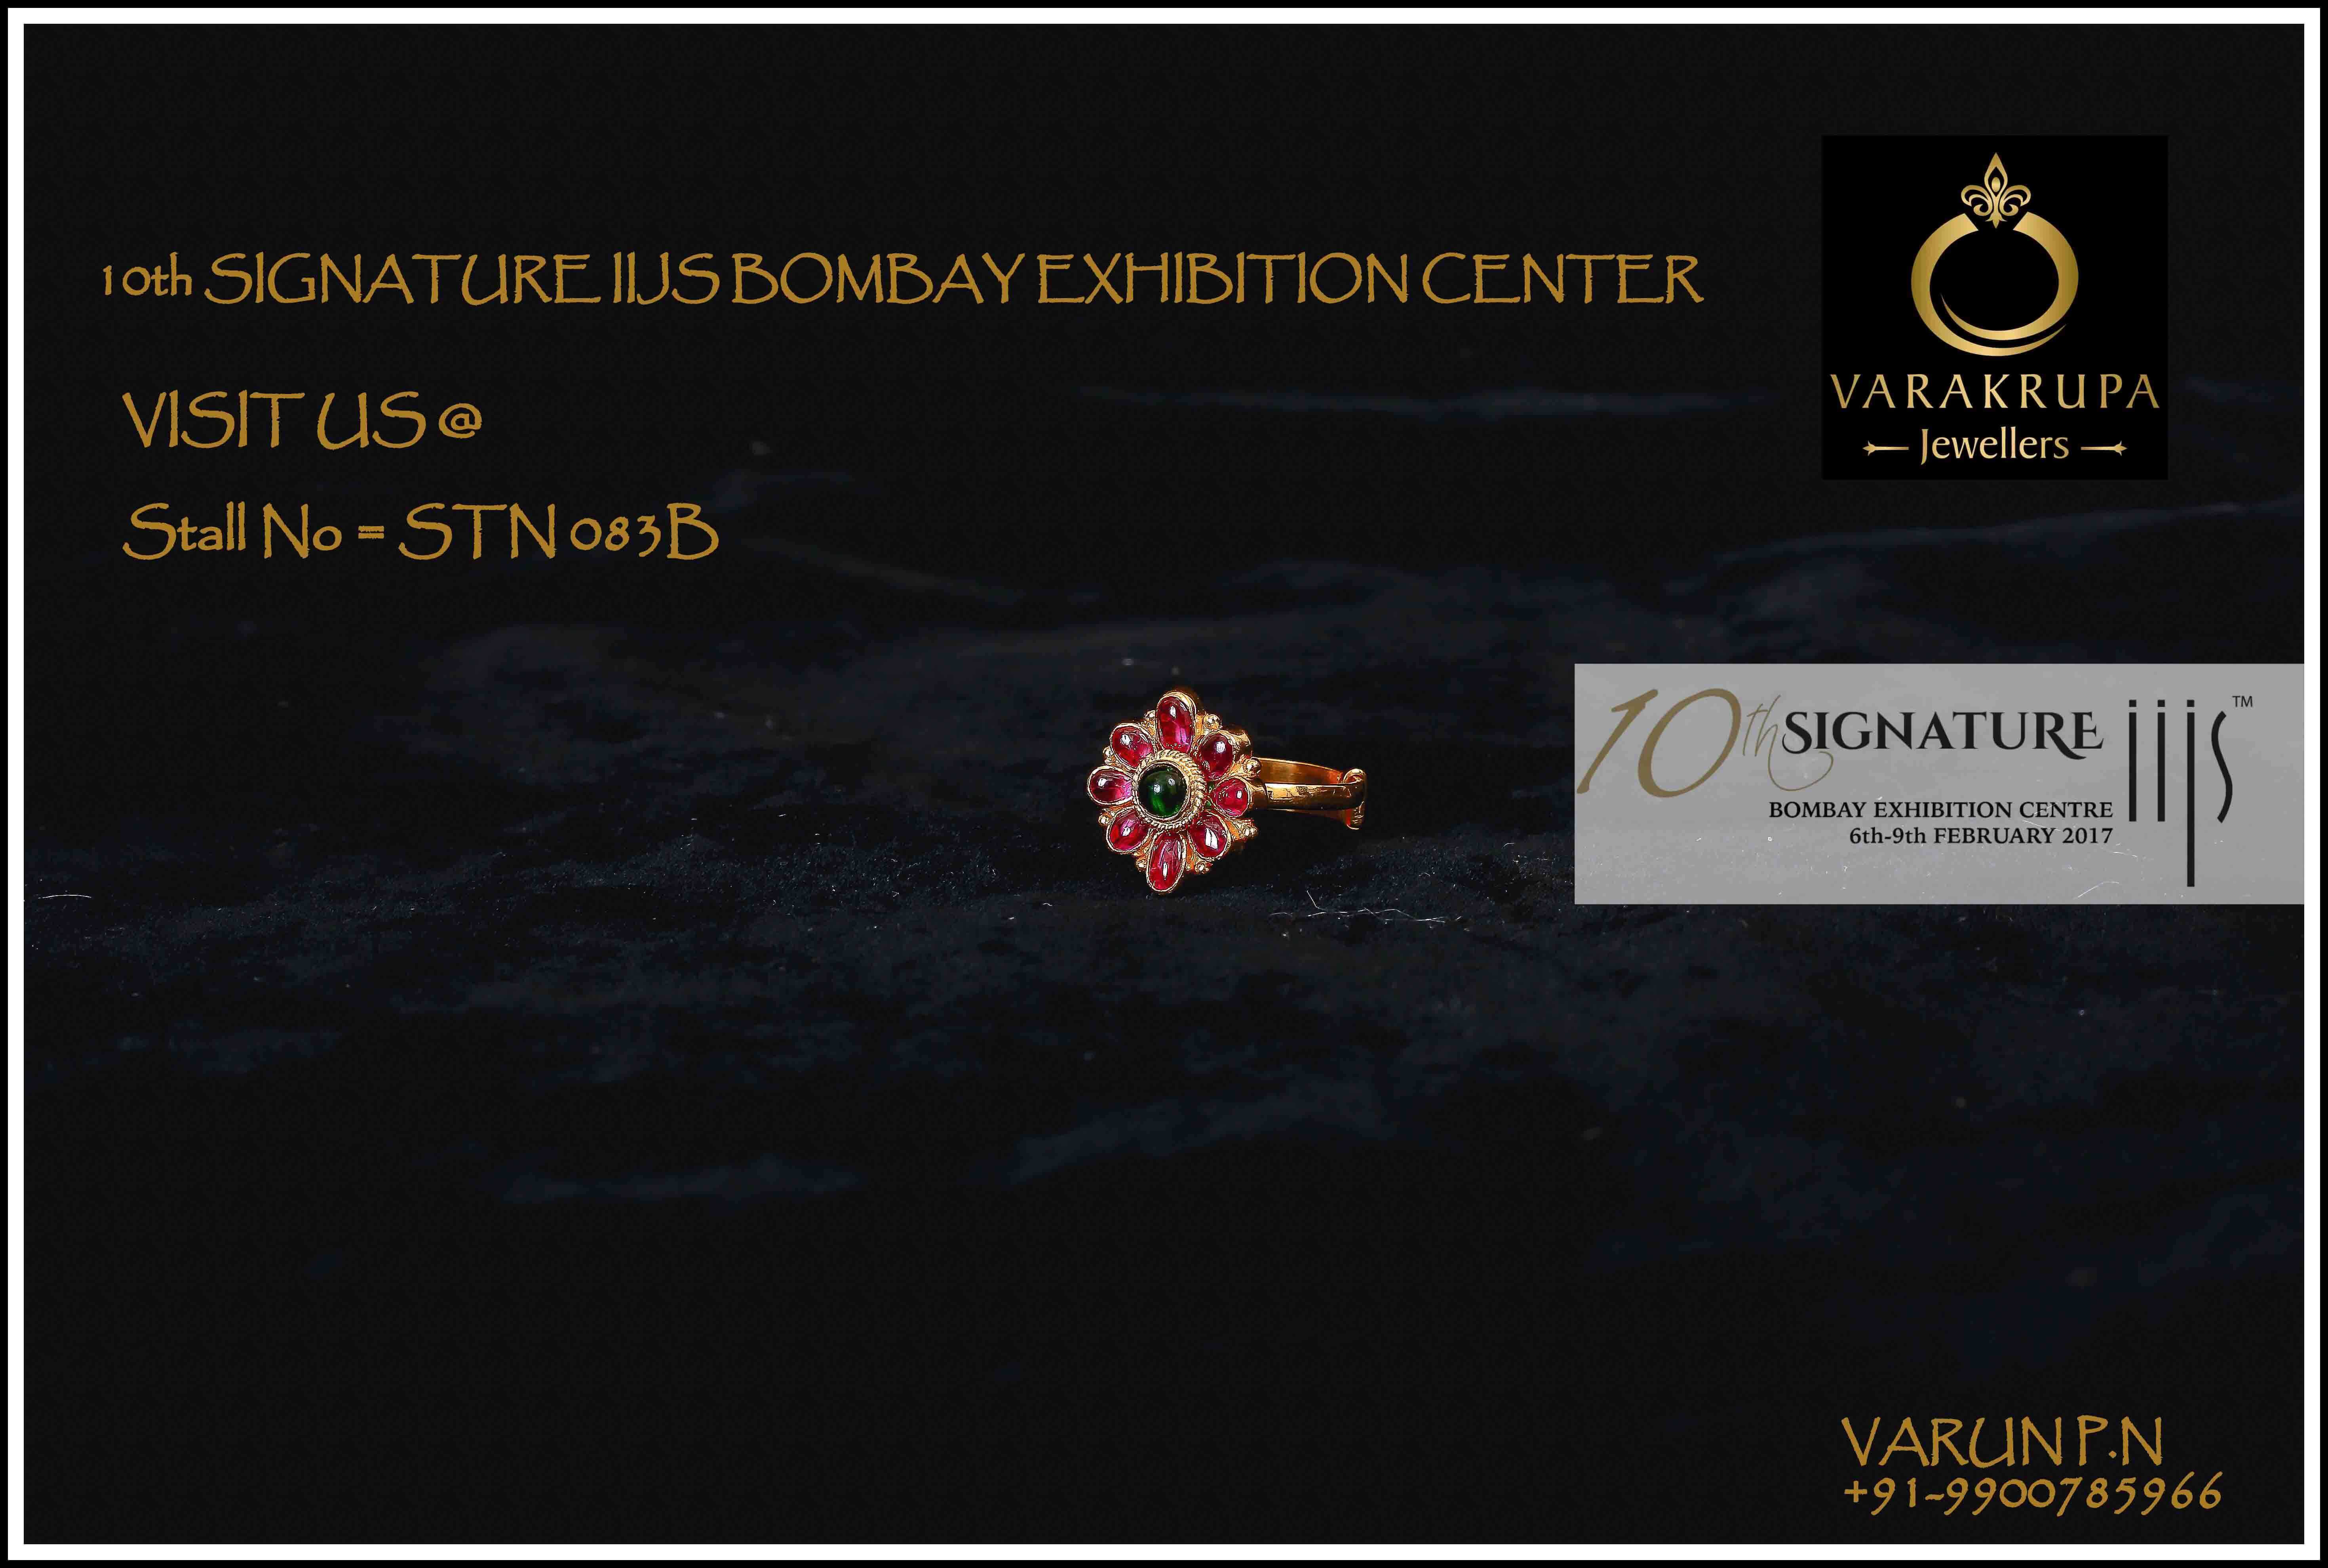 10th SIGNATURE IIJS BOMBAY EXHIBITION CENTER
VISIT US @
Stall No = STN 083B
VARAKRUPA
Jewellers
10th SIGNATURE iijs™
BOMBAY EXHIBITION CENTRE
6th-9th FEBRUARY 2017
VARUN P.N
+91-9900785966